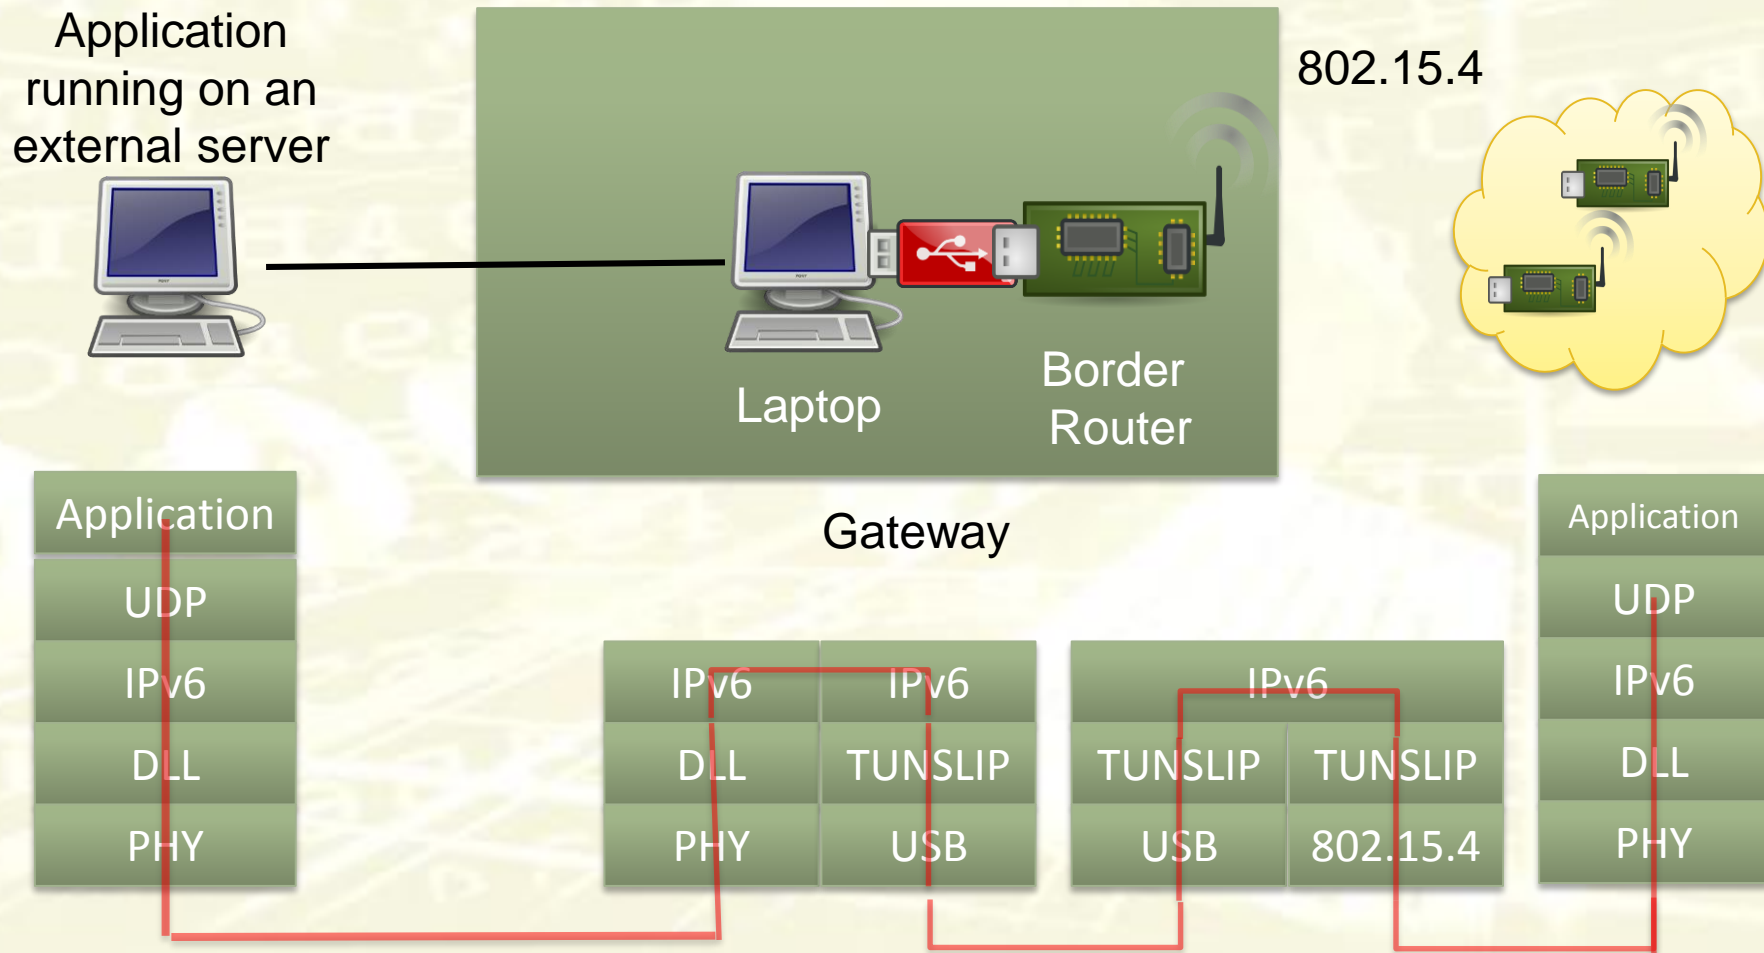 Application
running on an
external server
802.15.4
Laptop
Border
Router
Gateway
Application
UDP
IPv6
DLL
PHY
IPv6
IPv6
DLL
TUNSLIP
PHY
USB
IPv6
TUNSLIP
TUNSLIP
USB
802.15.4
Application
UDP
IPv6
DLL
PHY